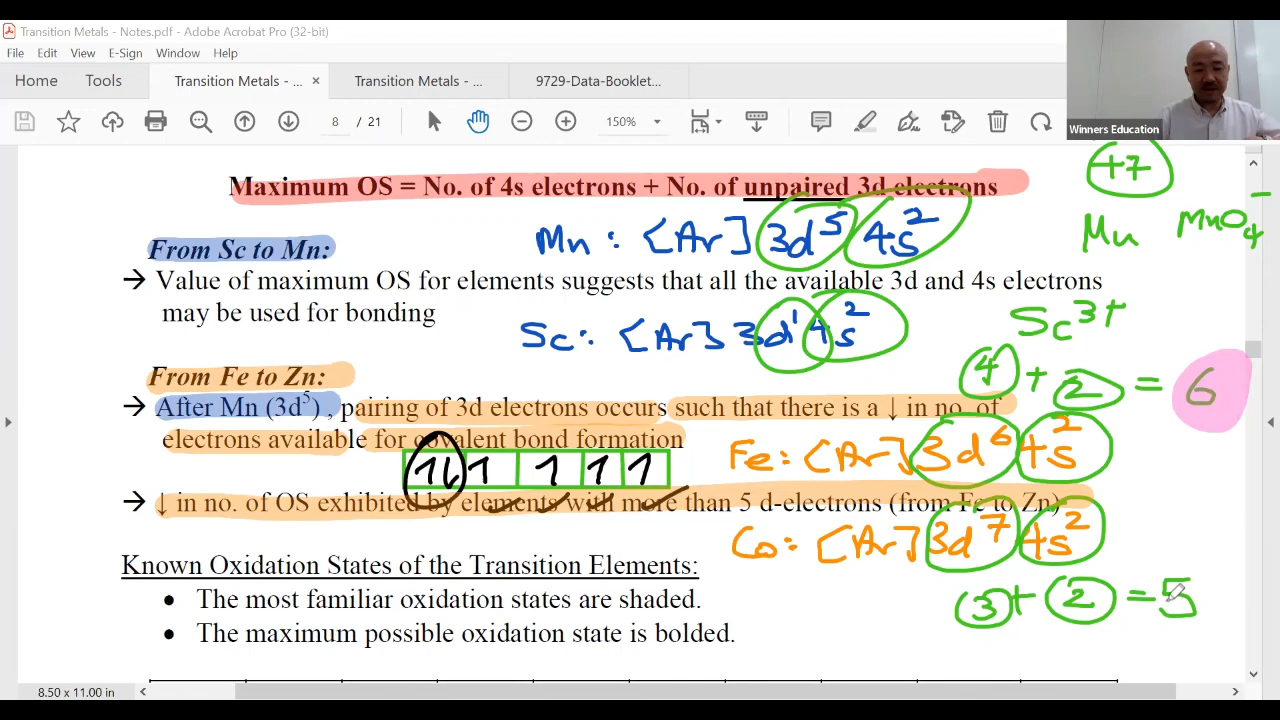 Transition Metals - Notes.pdf - Adobe Acrobat Pro (32-bit)
File Edit View E-Sign Window Help
Home Tools Transition Metals - ... × Transition Metals - ... 9729-Data-Booklet...
8 / 21 150%
Winners Education
+7
Maximum OS = No. of 4s electrons + No. of unpaired 3d electrons
Mn : [Ar] 3d⁵ 4s²
Mn MnO₄⁻
From Sc to Mn:
→ Value of maximum OS for elements suggests that all the available 3d and 4s electrons
may be used for bonding
Sc: [Ar] 3d¹ 4s²
Sc³⁺
4 + 2 = 6
From Fe to Zn:
→ After Mn (3d⁵) , pairing of 3d electrons occurs such that there is a ↓ in no. of
electrons available for covalent bond formation
Fe: [Ar] 3d⁶ 4s²
1↓ 1 1 1 1
→ ↓ in no. of OS exhibited by elements with more than 5 d-electrons (from Fe to Zn)
Co: [Ar] 3d⁷ 4s²
(3) + (2) = 5
Known Oxidation States of the Transition Elements:
• The most familiar oxidation states are shaded.
• The maximum possible oxidation state is bolded.
8.50 x 11.00 in